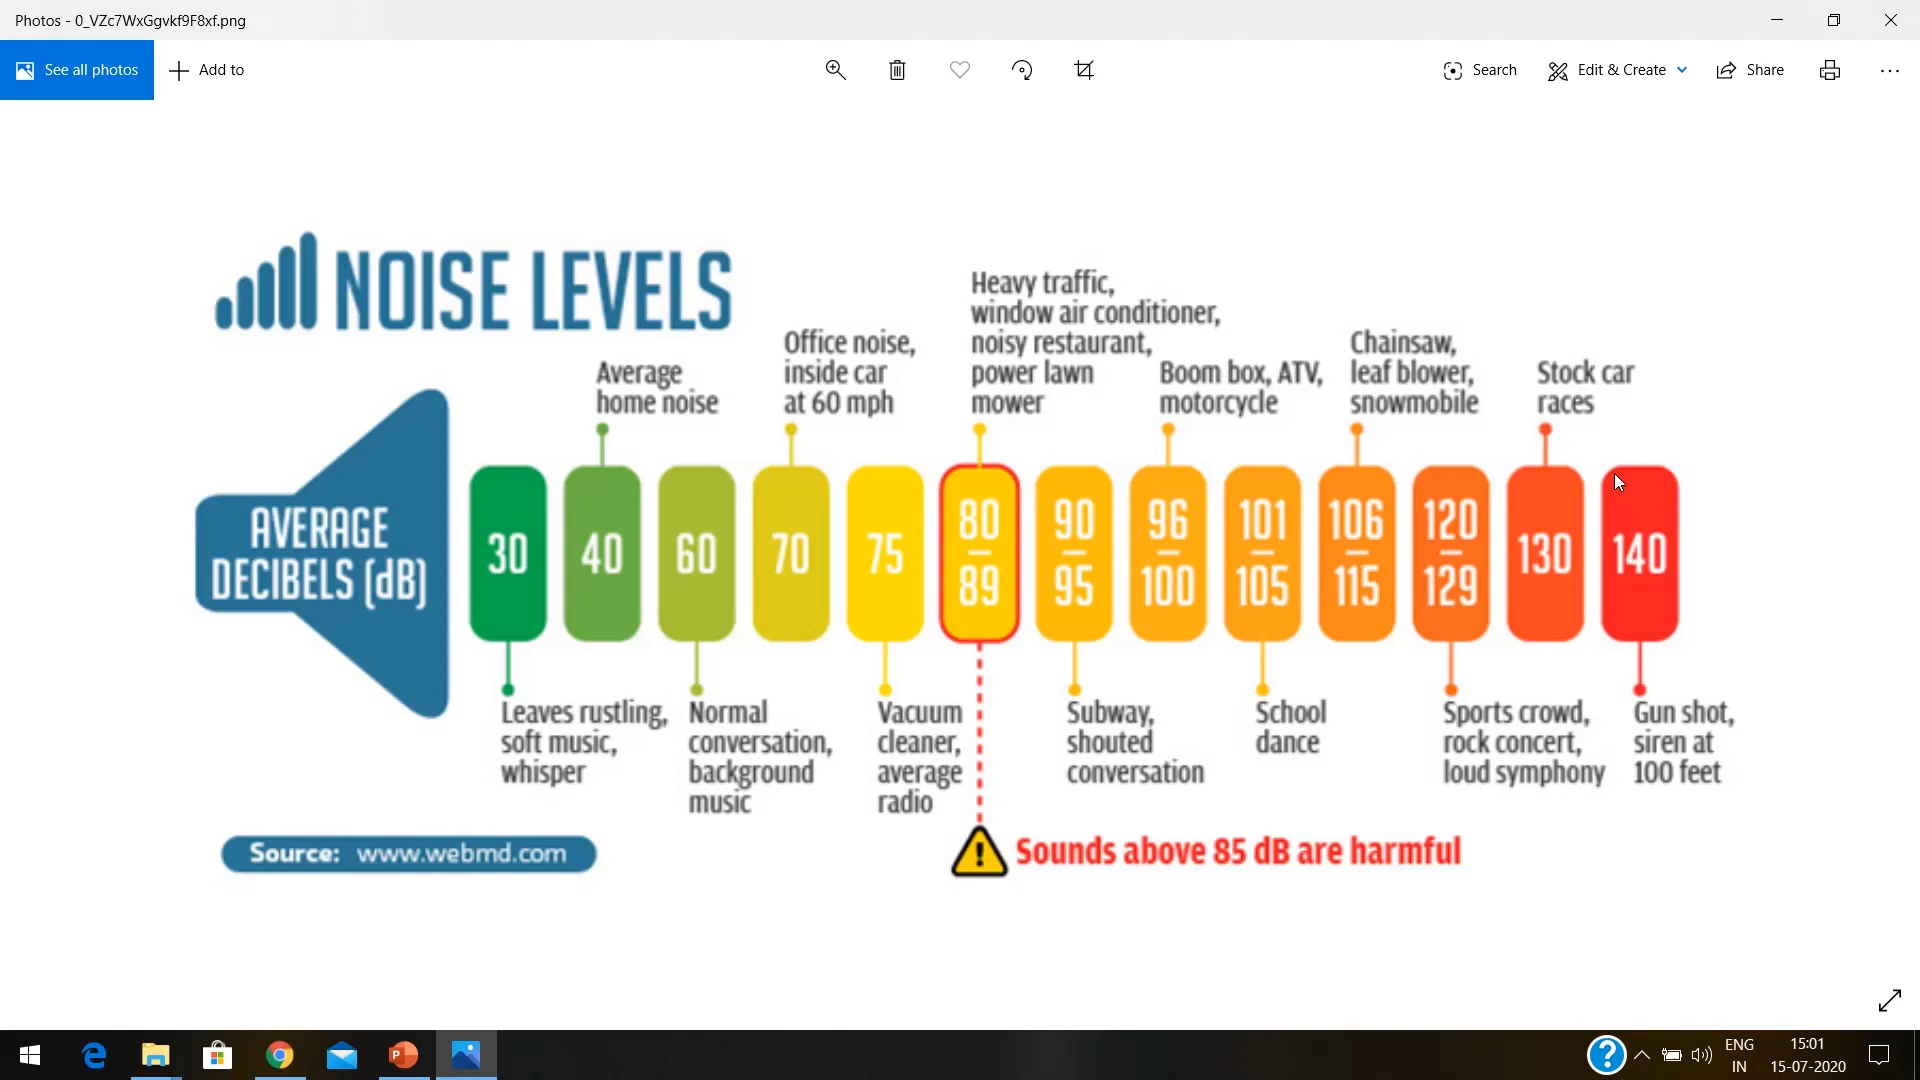 Photos - 0_VZc7WxGgvkf9F8xf.png
See all photos
Add to
Search
Edit & Create
Share
NOISE LEVELS
Average
home noise
Office noise,
inside car
at 60 mph
Heavy traffic,
window air conditioner,
noisy restaurant,
power lawn
mower
Boom box, ATV,
motorcycle
Chainsaw,
leaf blower,
snowmobile
Stock car
races
AVERAGE
DECIBELS (dB)
30
40
60
70
75
80
89
90
95
96
100
101
105
106
115
120
129
130
140
Leaves rustling,
soft music,
whisper
Normal
conversation,
background
music
Vacuum
cleaner,
average
radio
Subway,
shouted
conversation
School
dance
Sports crowd,
rock concert,
loud symphony
Gun shot,
siren at
100 feet
Source: www.webmd.com
Sounds above 85 dB are harmful
ENG
IN
15:01
15-07-2020